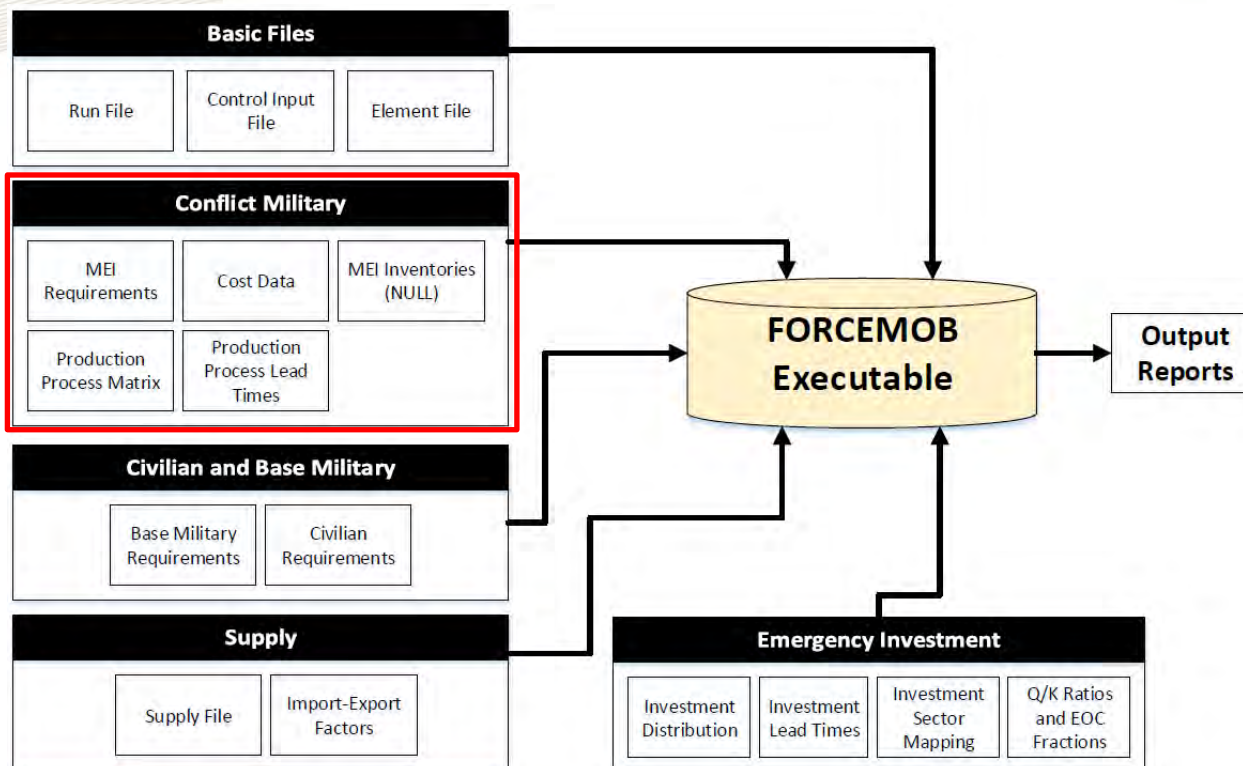 Basic Files
Run File
Control Input
File
Element File
Conflict Military
MEI
Requirements
Cost Data
MEI Inventories
(NULL)
Production
Process Matrix
Production
Process Lead
Times
FORCEMOB
Executable
Output
Reports
Civilian and Base Military
Base Military
Requirements
Civilian
Requirements
Supply
Supply File
Import-Export
Factors
Emergency Investment
Investment
Distribution
Investment
Lead Times
Investment
Sector
Mapping
Q/K Ratios
and EOC
Fractions